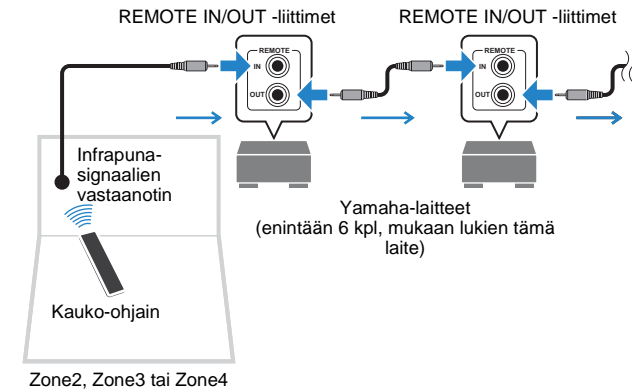 REMOTE IN/OUT -liittimet
REMOTE IN/OUT -liittimet
REMOTE
IN
OUT
REMOTE
IN
OUT
Infrapuna-
signaalien
vastaanotin
Yamaha-laitteet
(enintään 6 kpl, mukaan lukien tämä
laite)
Kauko-ohjain
Zone2, Zone3 tai Zone4